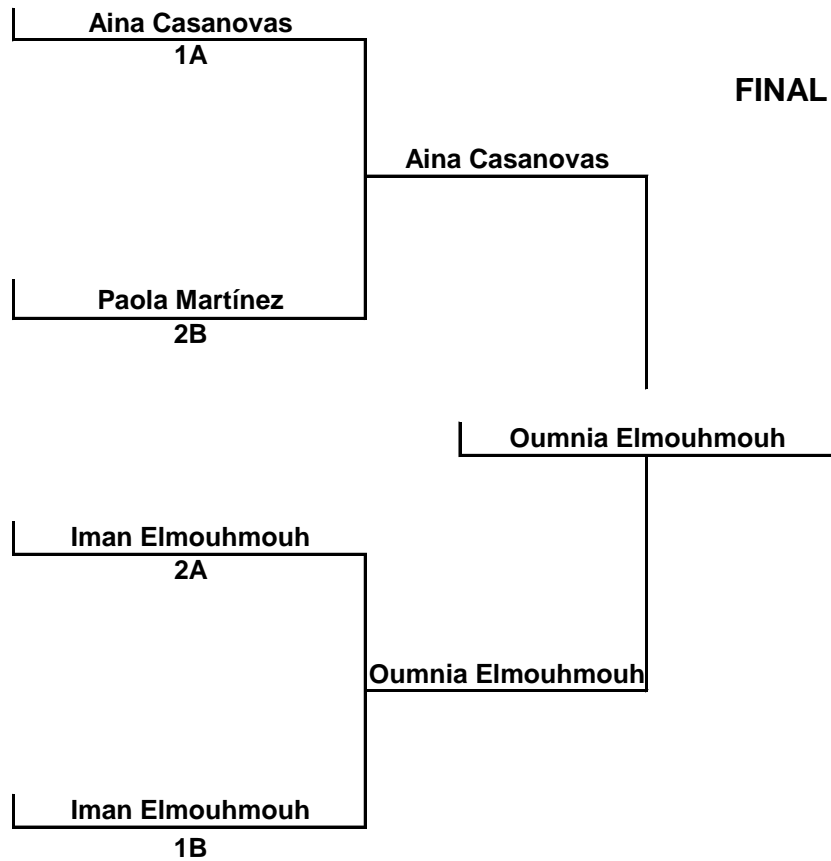 Aina Casanovas
1A
FINAL
Aina Casanovas
Paola Martínez
2B
Oumnia Elmouhmouh
Iman Elmouhmouh
2A
Oumnia Elmouhmouh
Iman Elmouhmouh
1B